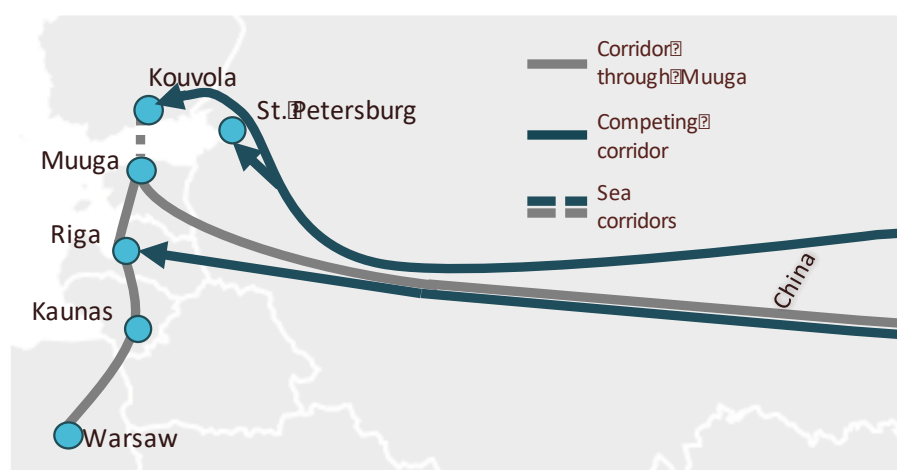 Kouvola
St.⍰Petersburg
Muuga
Riga
Kaunas
Warsaw
Corridor⍰
through⍰Muuga
Competing⍰
corridor
Sea
corridors
China